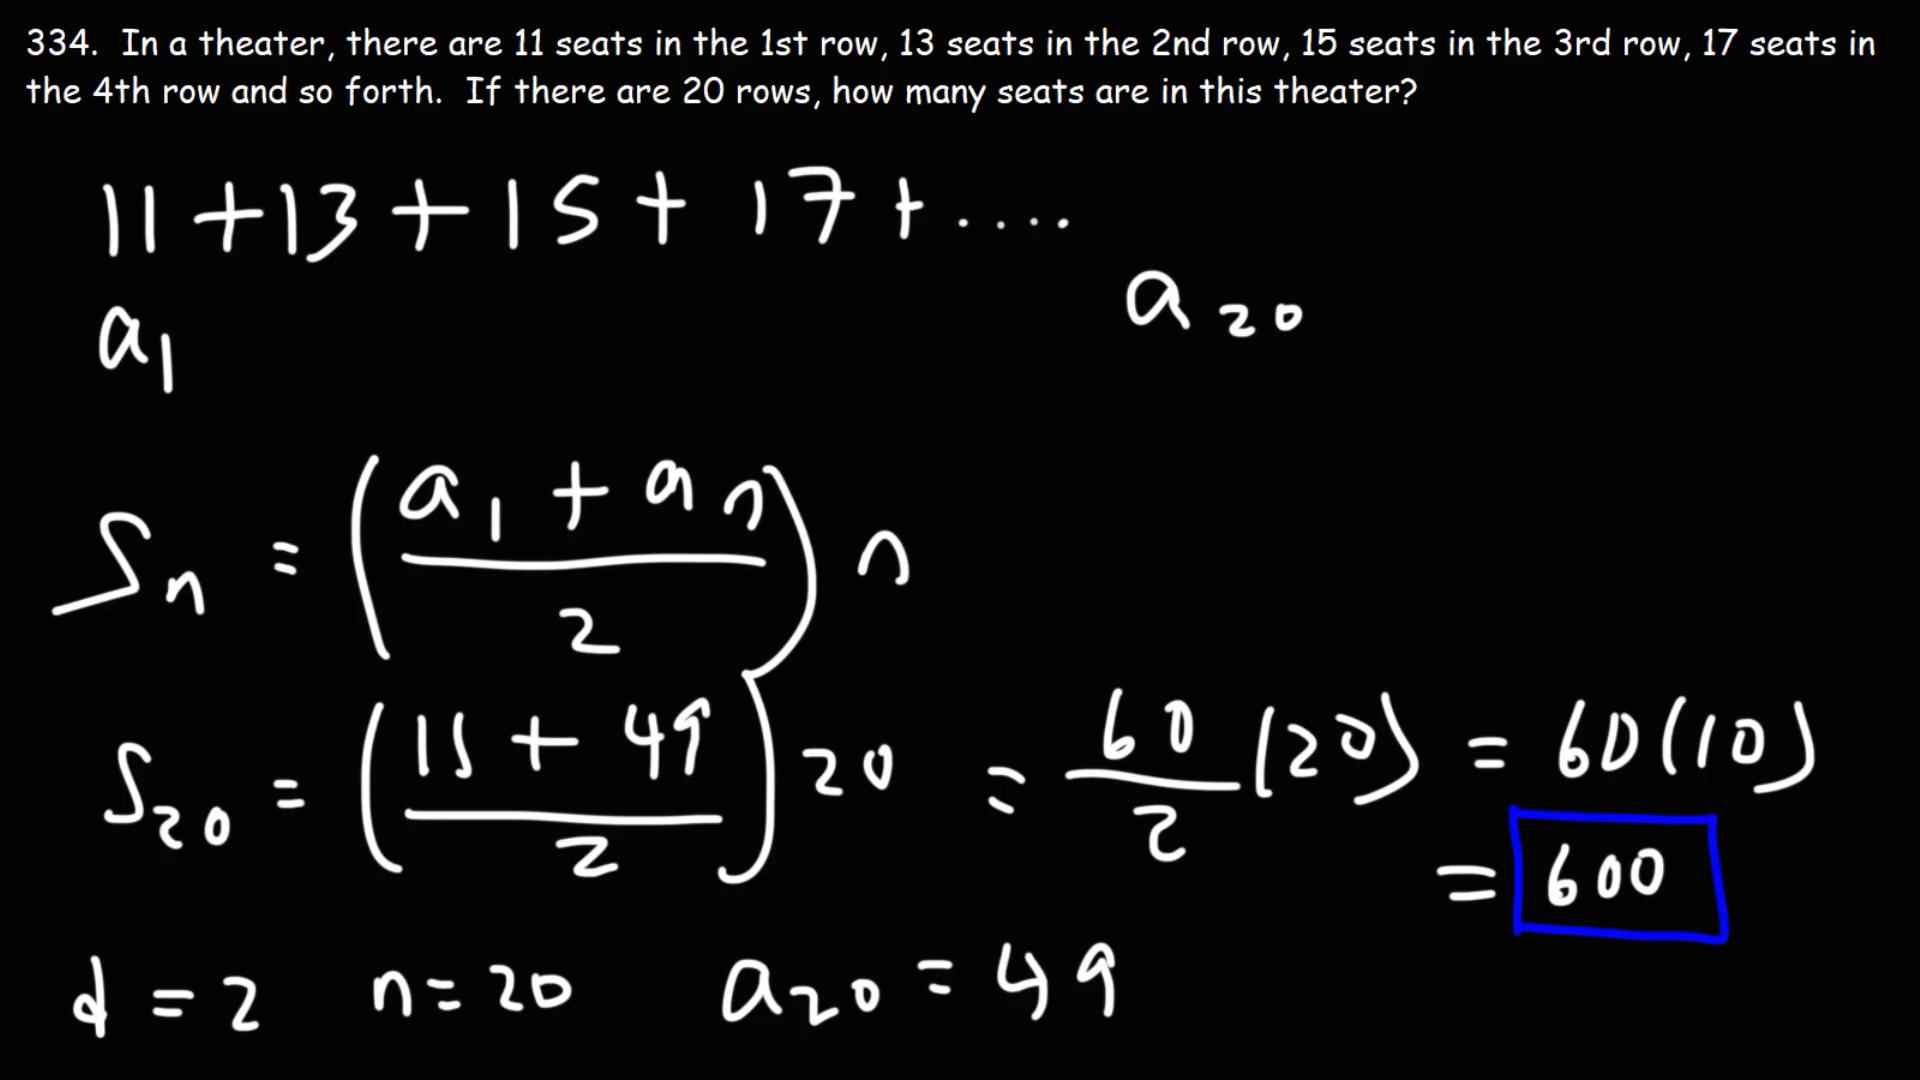 334. In a theater, there are 11 seats in the 1st row, 13 seats in the 2nd row, 15 seats in the 3rd row, 17 seats in
the 4th row and so forth. If there are 20 rows, how many seats are in this theater?
11 + 13 + 15 + 17 + ....
a₁ a₂₀
Sₙ = ((a₁ + aₙ)/2) n
S₂₀ = ((11 + 49)/2) 20 = 60/2 (20) = 60(10)
= 600
d = 2 n = 20 a₂₀ = 49